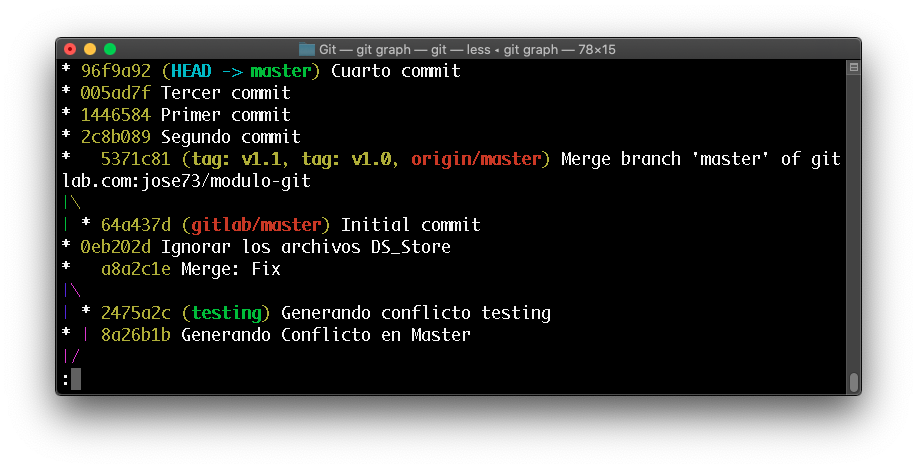 Git — git graph — git — less ◂ git graph — 78×15
* 96f9a92 (HEAD -> master) Cuarto commit
* 005ad7f Tercer commit
* 1446584 Primer commit
* 2c8b089 Segundo commit
*   5371c81 (tag: v1.1, tag: v1.0, origin/master) Merge branch 'master' of git
lab.com:jose73/modulo-git
|\
| * 64a437d (gitlab/master) Initial commit
* 0eb202d Ignorar los archivos DS_Store
*   a8a2c1e Merge: Fix
|\
| * 2475a2c (testing) Generando conflicto testing
* | 8a26b1b Generando Conflicto en Master
|/
: